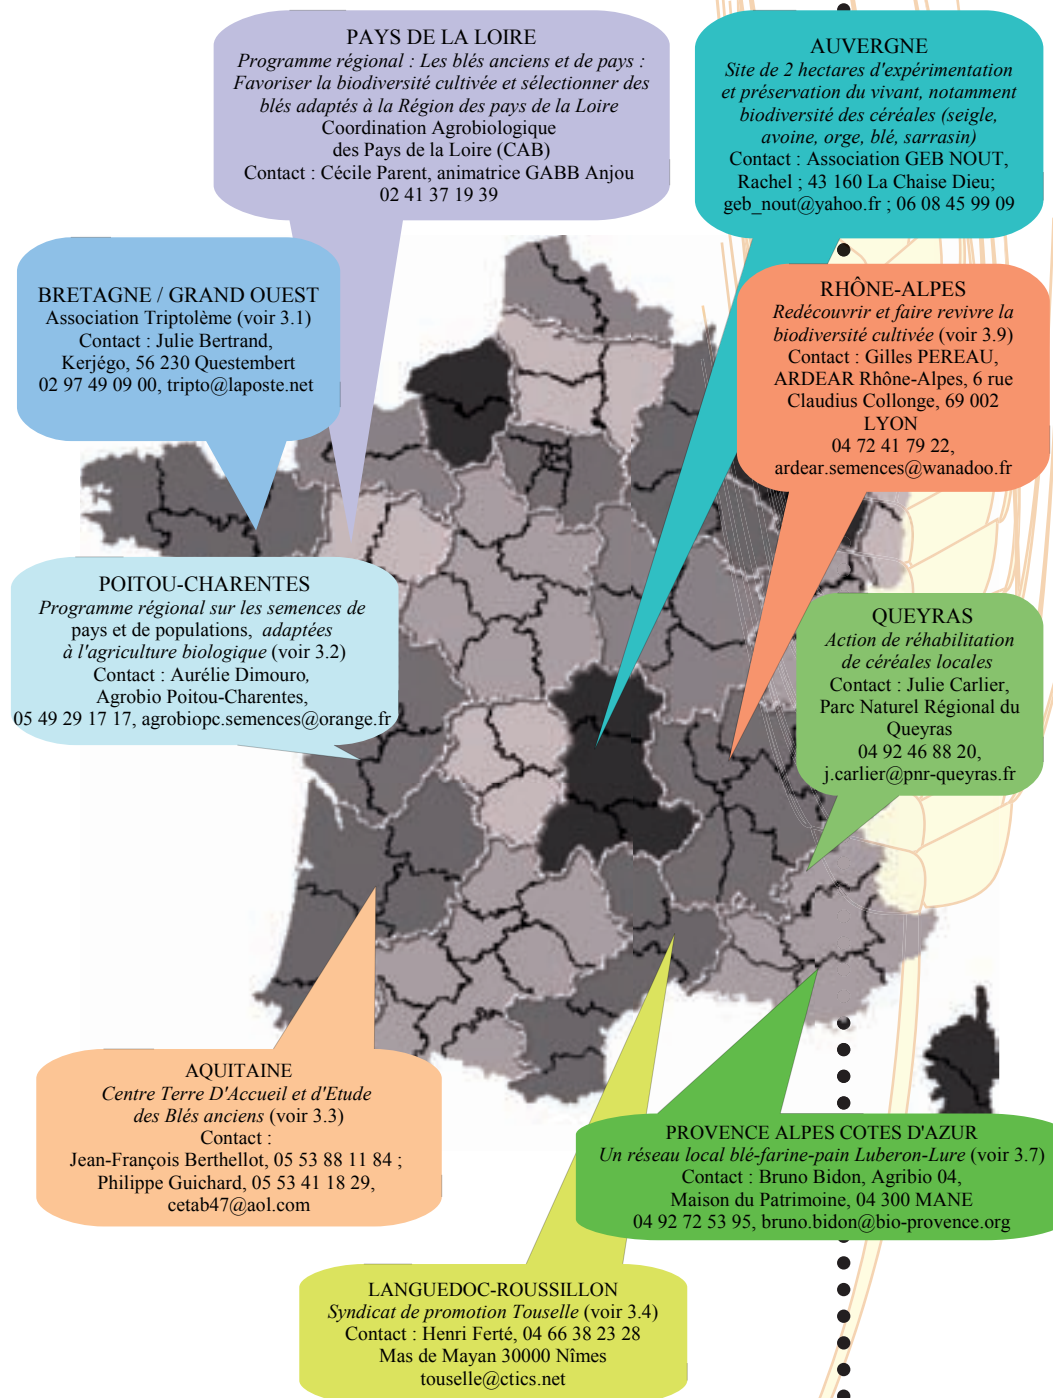 PAYS DE LA LOIRE
Programme régional : Les blés anciens et de pays :
Favoriser la biodiversité cultivée et sélectionner des
blés adaptés à la Région des pays de la Loire
Coordination Agrobiologique
des Pays de la Loire (CAB)
Contact : Cécile Parent, animatrice GABB Anjou
02 41 37 19 39
AUVERGNE
Site de 2 hectares d'expérimentation
et préservation du vivant, notamment
biodiversité des céréales (seigle,
avoine, orge, blé, sarrasin)
Contact : Association GEB NOUT,
Rachel ; 43 160 La Chaise Dieu;
geb_nout@yahoo.fr ; 06 08 45 99 09
BRETAGNE / GRAND OUEST
Association Triptolème (voir 3.1)
Contact : Julie Bertrand,
Kerjégo, 56 230 Questembert
02 97 49 09 00, tripto@laposte.net
RHÔNE-ALPES
Redécouvrir et faire revivre la
biodiversité cultivée (voir 3.9)
Contact : Gilles PEREAU,
ARDEAR Rhône-Alpes, 6 rue
Claudius Collonge, 69 002
LYON
04 72 41 79 22,
ardear.semences@wanadoo.fr
POITOU-CHARENTES
Programme régional sur les semences de
pays et de populations, adaptées
à l'agriculture biologique (voir 3.2)
Contact : Aurélie Dimouro,
Agrobio Poitou-Charentes,
05 49 29 17 17, agrobiopc.semences@orange.fr
QUEYRAS
Action de réhabilitation
de céréales locales
Contact : Julie Carlier,
Parc Naturel Régional du
Queyras
04 92 46 88 20,
j.carlier@pnr-queyras.fr
AQUITAINE
Centre Terre D'Accueil et d'Etude
des Blés anciens (voir 3.3)
Contact :
Jean-François Berthellot, 05 53 88 11 84 ;
Philippe Guichard, 05 53 41 18 29,
cetab47@aol.com
PROVENCE ALPES COTES D'AZUR
Un réseau local blé-farine-pain Luberon-Lure (voir 3.7)
Contact : Bruno Bidon, Agribio 04,
Maison du Patrimoine, 04 300 MANE
04 92 72 53 95, bruno.bidon@bio-provence.org
LANGUEDOC-ROUSSILLON
Syndicat de promotion Touselle (voir 3.4)
Contact : Henri Ferté, 04 66 38 23 28
Mas de Mayan 30000 Nîmes
touselle@ctics.net